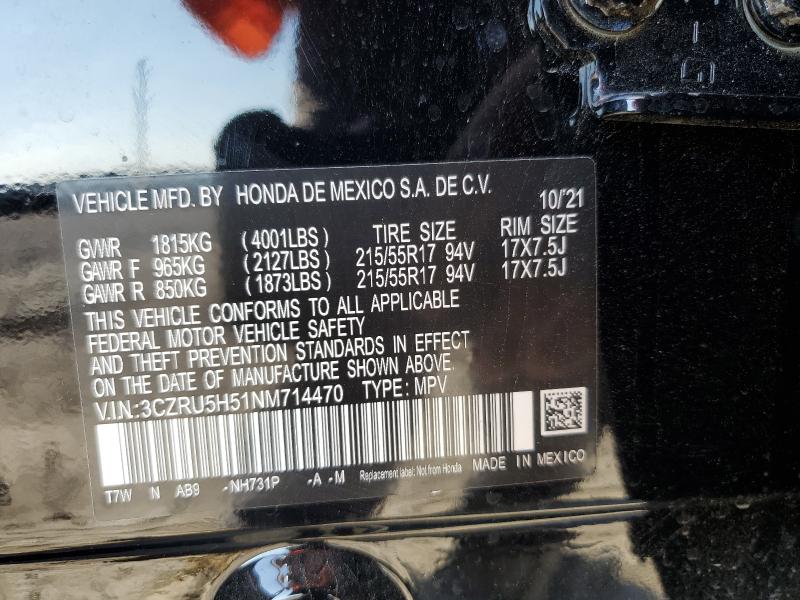 VEHICLE MFD. BY HONDA DE MEXICO S.A. DE C.V. 10/'21
GVWR 1815KG (4001LBS) TIRE SIZE RIM SIZE
GAWR F 965KG (2127LBS) 215/55R17 94V 17X7.5J
GAWR R 850KG (1873LBS) 215/55R17 94V 17X7.5J
THIS VEHICLE CONFORMS TO ALL APPLICABLE
FEDERAL MOTOR VEHICLE SAFETY
AND THEFT PREVENTION STANDARDS IN EFFECT
ON THE DATE OF MANUFACTURE SHOWN ABOVE.
V.I.N.:3CZRU5H51NM714470 TYPE: MPV
T7W N AB9 -NH731P -A -M Replacement label: Not from Honda MADE IN MEXICO